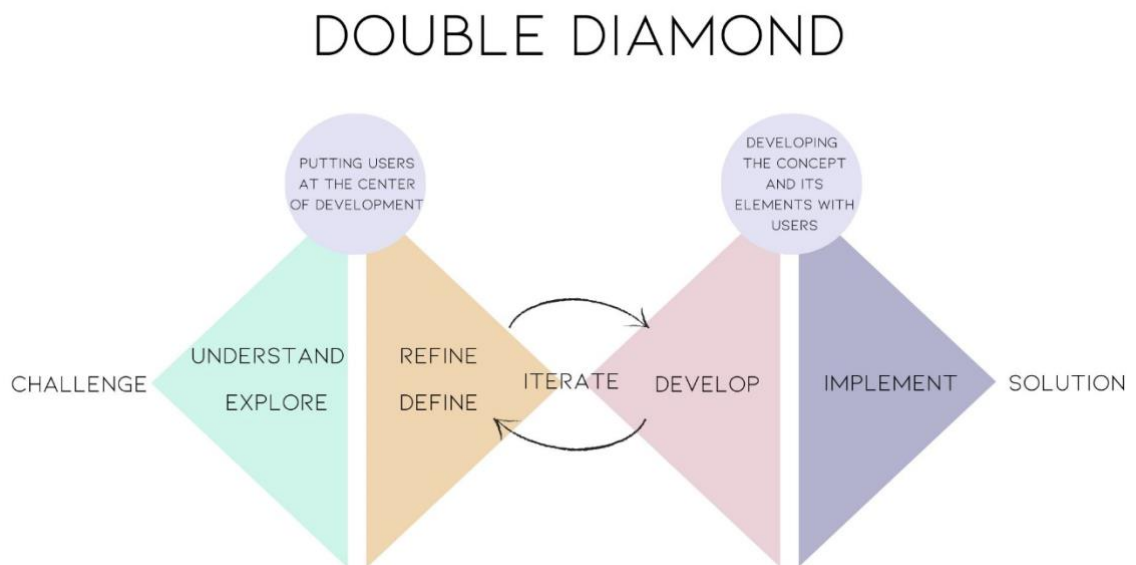 DOUBLE DIAMOND
PUTTING USERS
AT THE CENTER
OF DEVELOPMENT
DEVELOPING
THE CONCEPT
AND ITS
ELEMENTS WITH
USERS
CHALLENGE
UNDERSTAND
EXPLORE
REFINE
DEFINE
ITERATE
DEVELOP
IMPLEMENT
SOLUTION